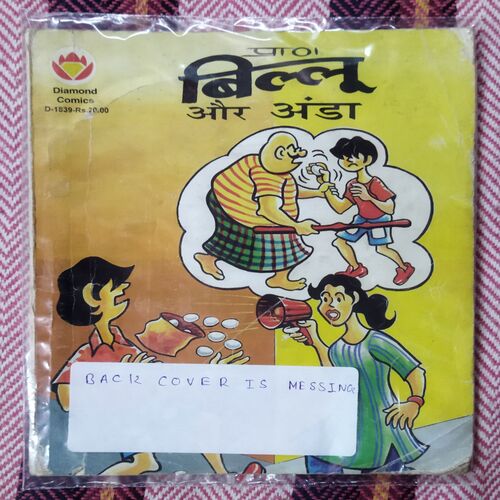 प्राण
बिल्लू
और अंडा
Diamond
Comics
D-1839-Rs.20.00
BACK COVER IS MESSING